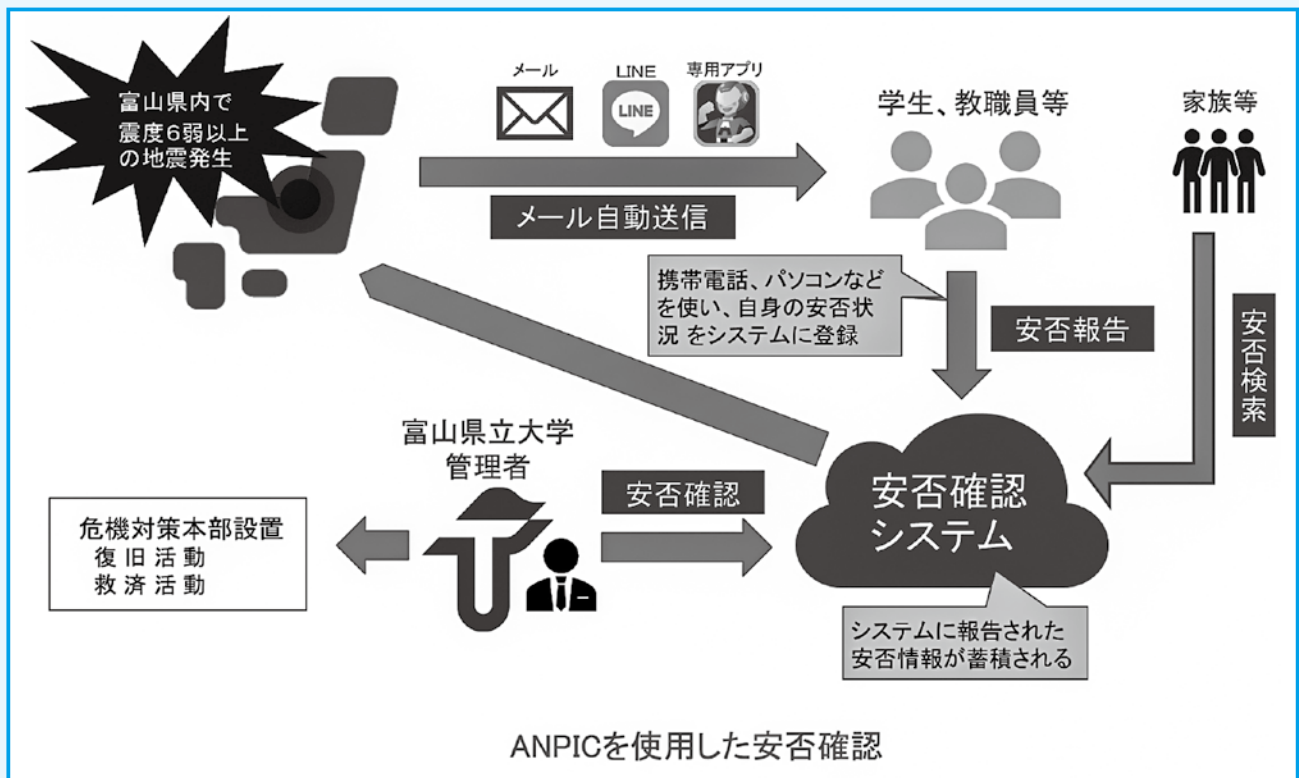 富山県内で
震度6弱以上
の地震発生
メール
LINE
専用アプリ
LINE
メール自動送信
学生、教職員等
家族等
携帯電話、パソコンなど
を使い、自身の安否状
況 をシステムに登録
安否報告
安否検索
富山県立大学
管理者
安否確認
安否確認
システム
危機対策本部設置
復 旧 活 動
救 済 活 動
システムに報告された
安否情報が蓄積される
ANPICを使用した安否確認